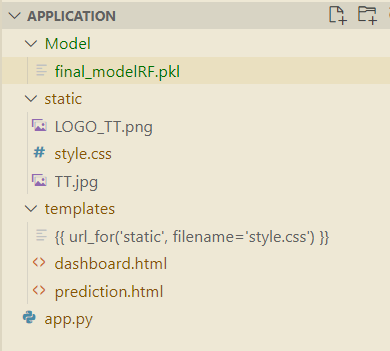 APPLICATION
Model
final_modelRF.pkl
static
LOGO_TT.png
# style.css
TT.jpg
templates
{{ url_for('static', filename='style.css') }}
<> dashboard.html
<> prediction.html
app.py